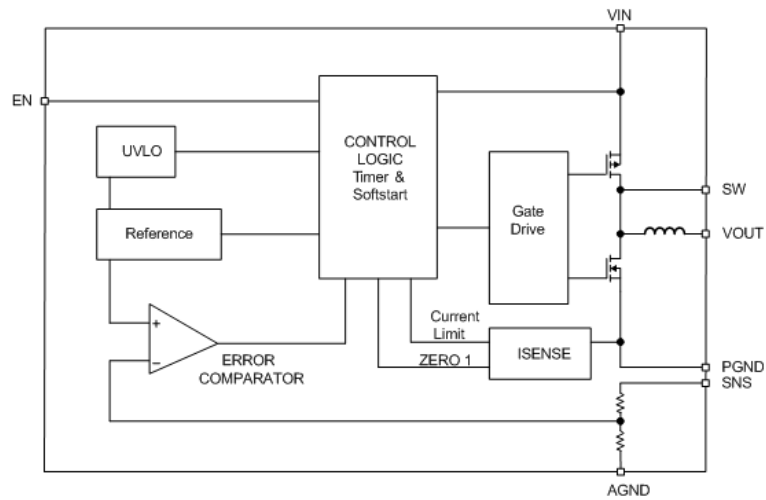 VIN
EN
UVLO
CONTROL
LOGIC
Timer &
Softstart
SW
Reference
Gate
Drive
VOUT
+
−
ERROR
COMPARATOR
Current
Limit
ZERO 1
ISENSE
PGND
SNS
AGND